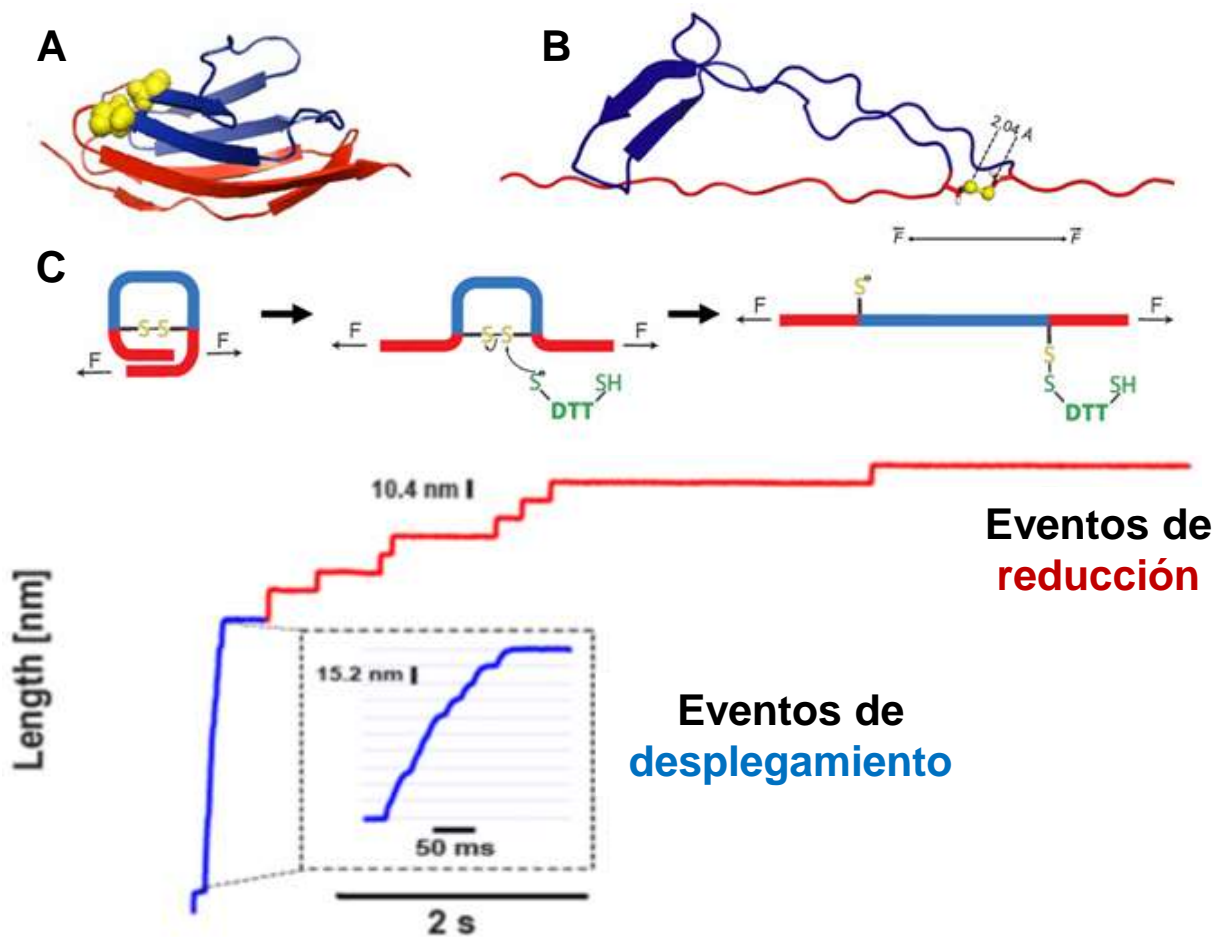 A
B
2.04 A
F F
C
S-S
F
F
F
S-S
F
S
SH
DTT
F
S
F
S
S
SH
DTT
10.4 nm
Eventos de
reducción
Length [nm]
15.2 nm
50 ms
Eventos de
desplegamiento
2 s